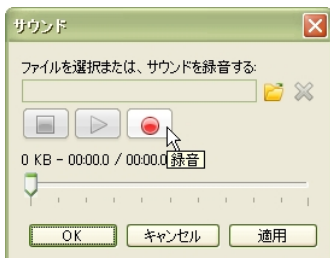 サウンド
ファイルを選択または、サウンドを録音する:
0 KB - 00:00.0 / 00:00.0
録音
OK
キャンセル
適用